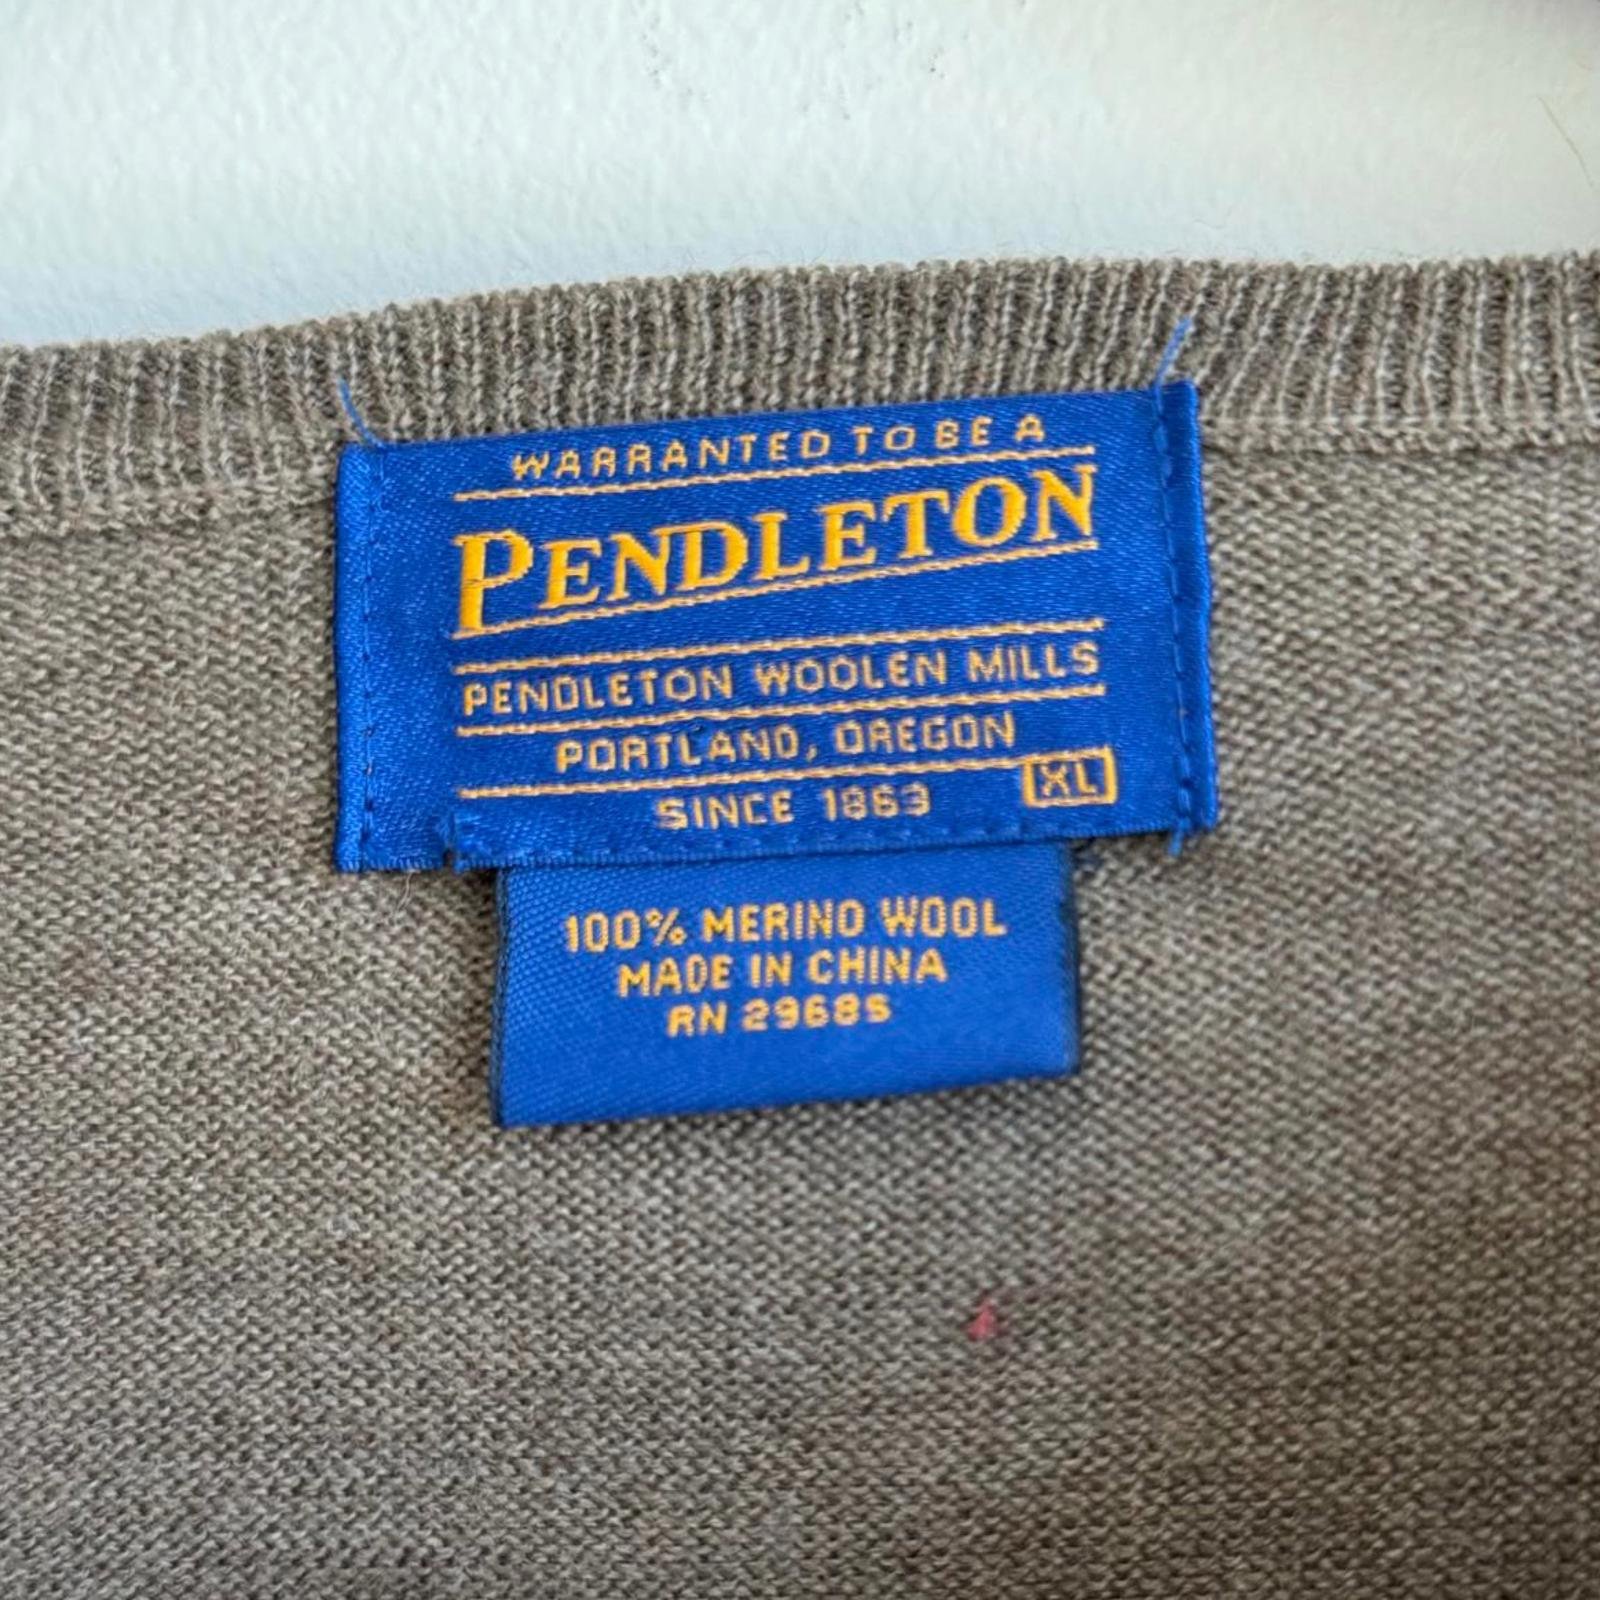 WARRANTED TO BE A
PENDLETON
PENDLETON WOOLEN MILLS
PORTLAND, OREGON
SINCE 1863
XL
100% MERINO WOOL
MADE IN CHINA
RN 29685